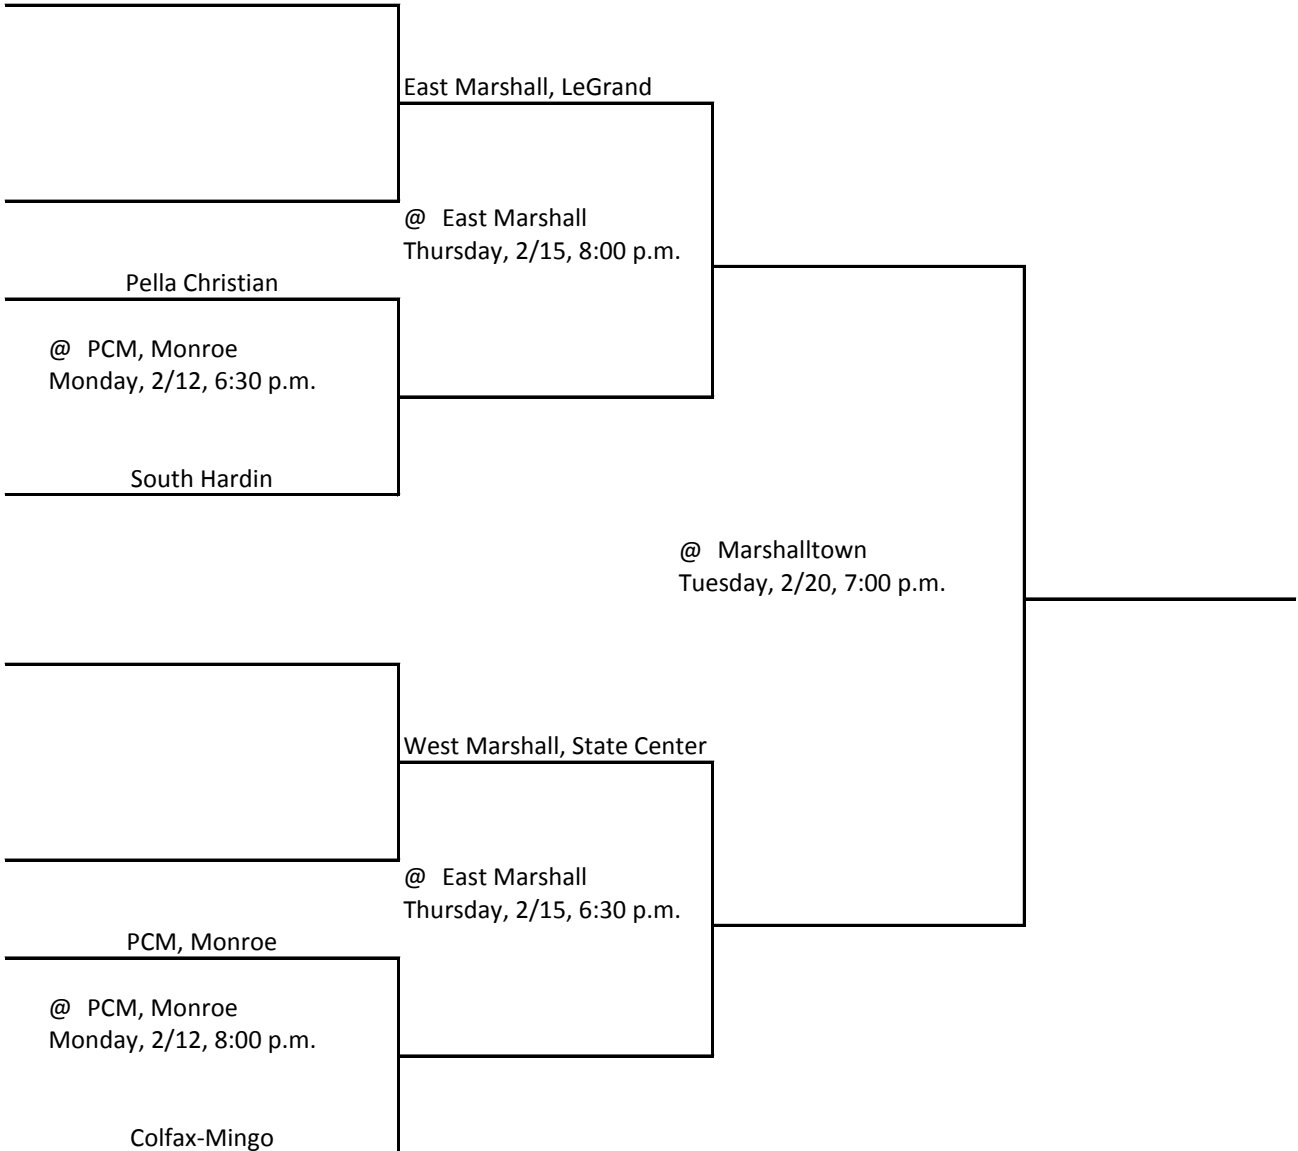 East Marshall, LeGrand
@ East Marshall
Thursday, 2/15, 8:00 p.m.
Pella Christian
@ PCM, Monroe
Monday, 2/12, 6:30 p.m.
South Hardin
@ Marshalltown
Tuesday, 2/20, 7:00 p.m.
West Marshall, State Center
@ East Marshall
Thursday, 2/15, 6:30 p.m.
PCM, Monroe
@ PCM, Monroe
Monday, 2/12, 8:00 p.m.
Colfax-Mingo